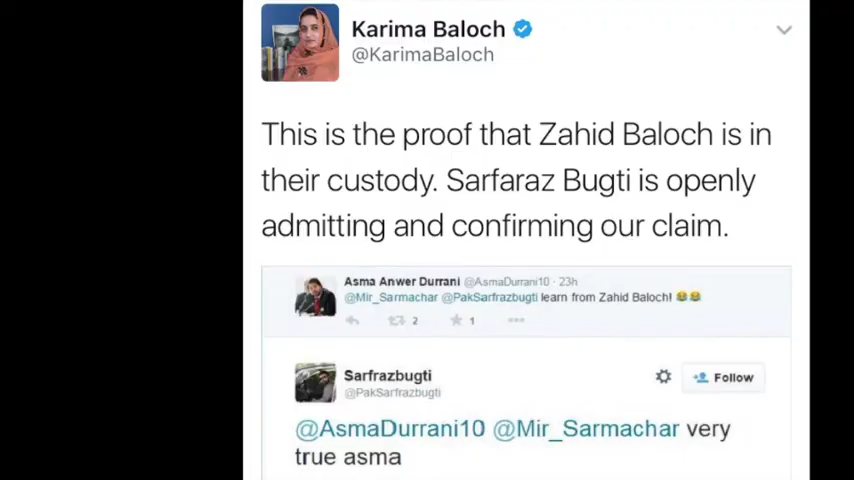 Karima Baloch
@KarimaBaloch
This is the proof that Zahid Baloch is in
their custody. Sarfaraz Bugti is openly
admitting and confirming our claim.
Asma Anwer Durrani @AsmaDurrani10 · 23h
@Mir_Sarmachar @PakSarfrazbugti learn from Zahid Baloch! 😂😂
2 1
Sarfrazbugti
@PakSarfrazbugti
Follow
@AsmaDurrani10 @Mir_Sarmachar very
true asma